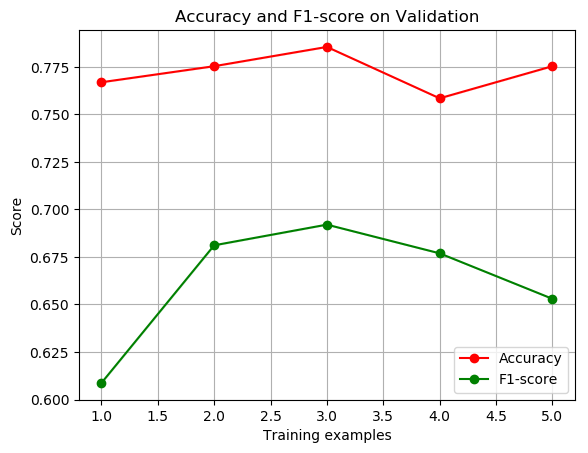 Accuracy and F1-score on Validation
Score
0.775
0.750
0.725
0.700
0.675
0.650
0.625
0.600
1.0 1.5 2.0 2.5 3.0 3.5 4.0 4.5 5.0
Training examples
Accuracy
F1-score